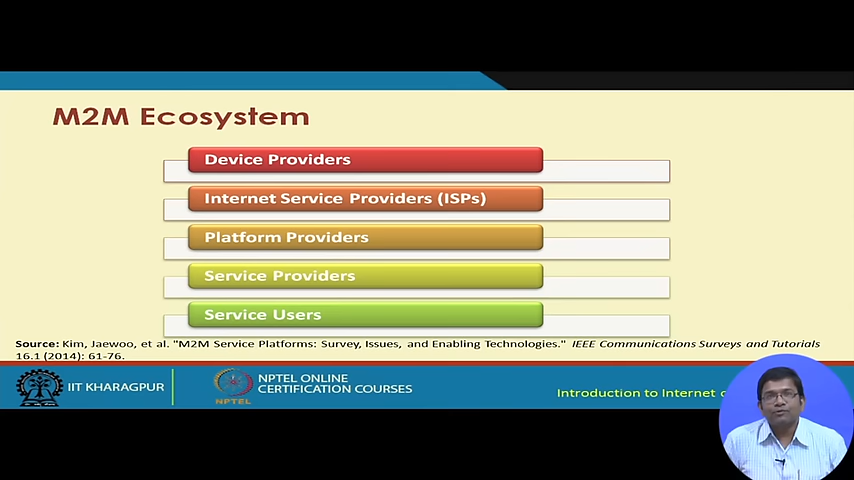 M2M Ecosystem
Device Providers
Internet Service Providers (ISPs)
Platform Providers
Service Providers
Service Users
Source: Kim, Jaewoo, et al. "M2M Service Platforms: Survey, Issues, and Enabling Technologies." IEEE Communications Surveys and Tutorials
16.1 (2014): 61-76.
IIT KHARAGPUR
NPTEL
NPTEL ONLINE
CERTIFICATION COURSES
Introduction to Internet